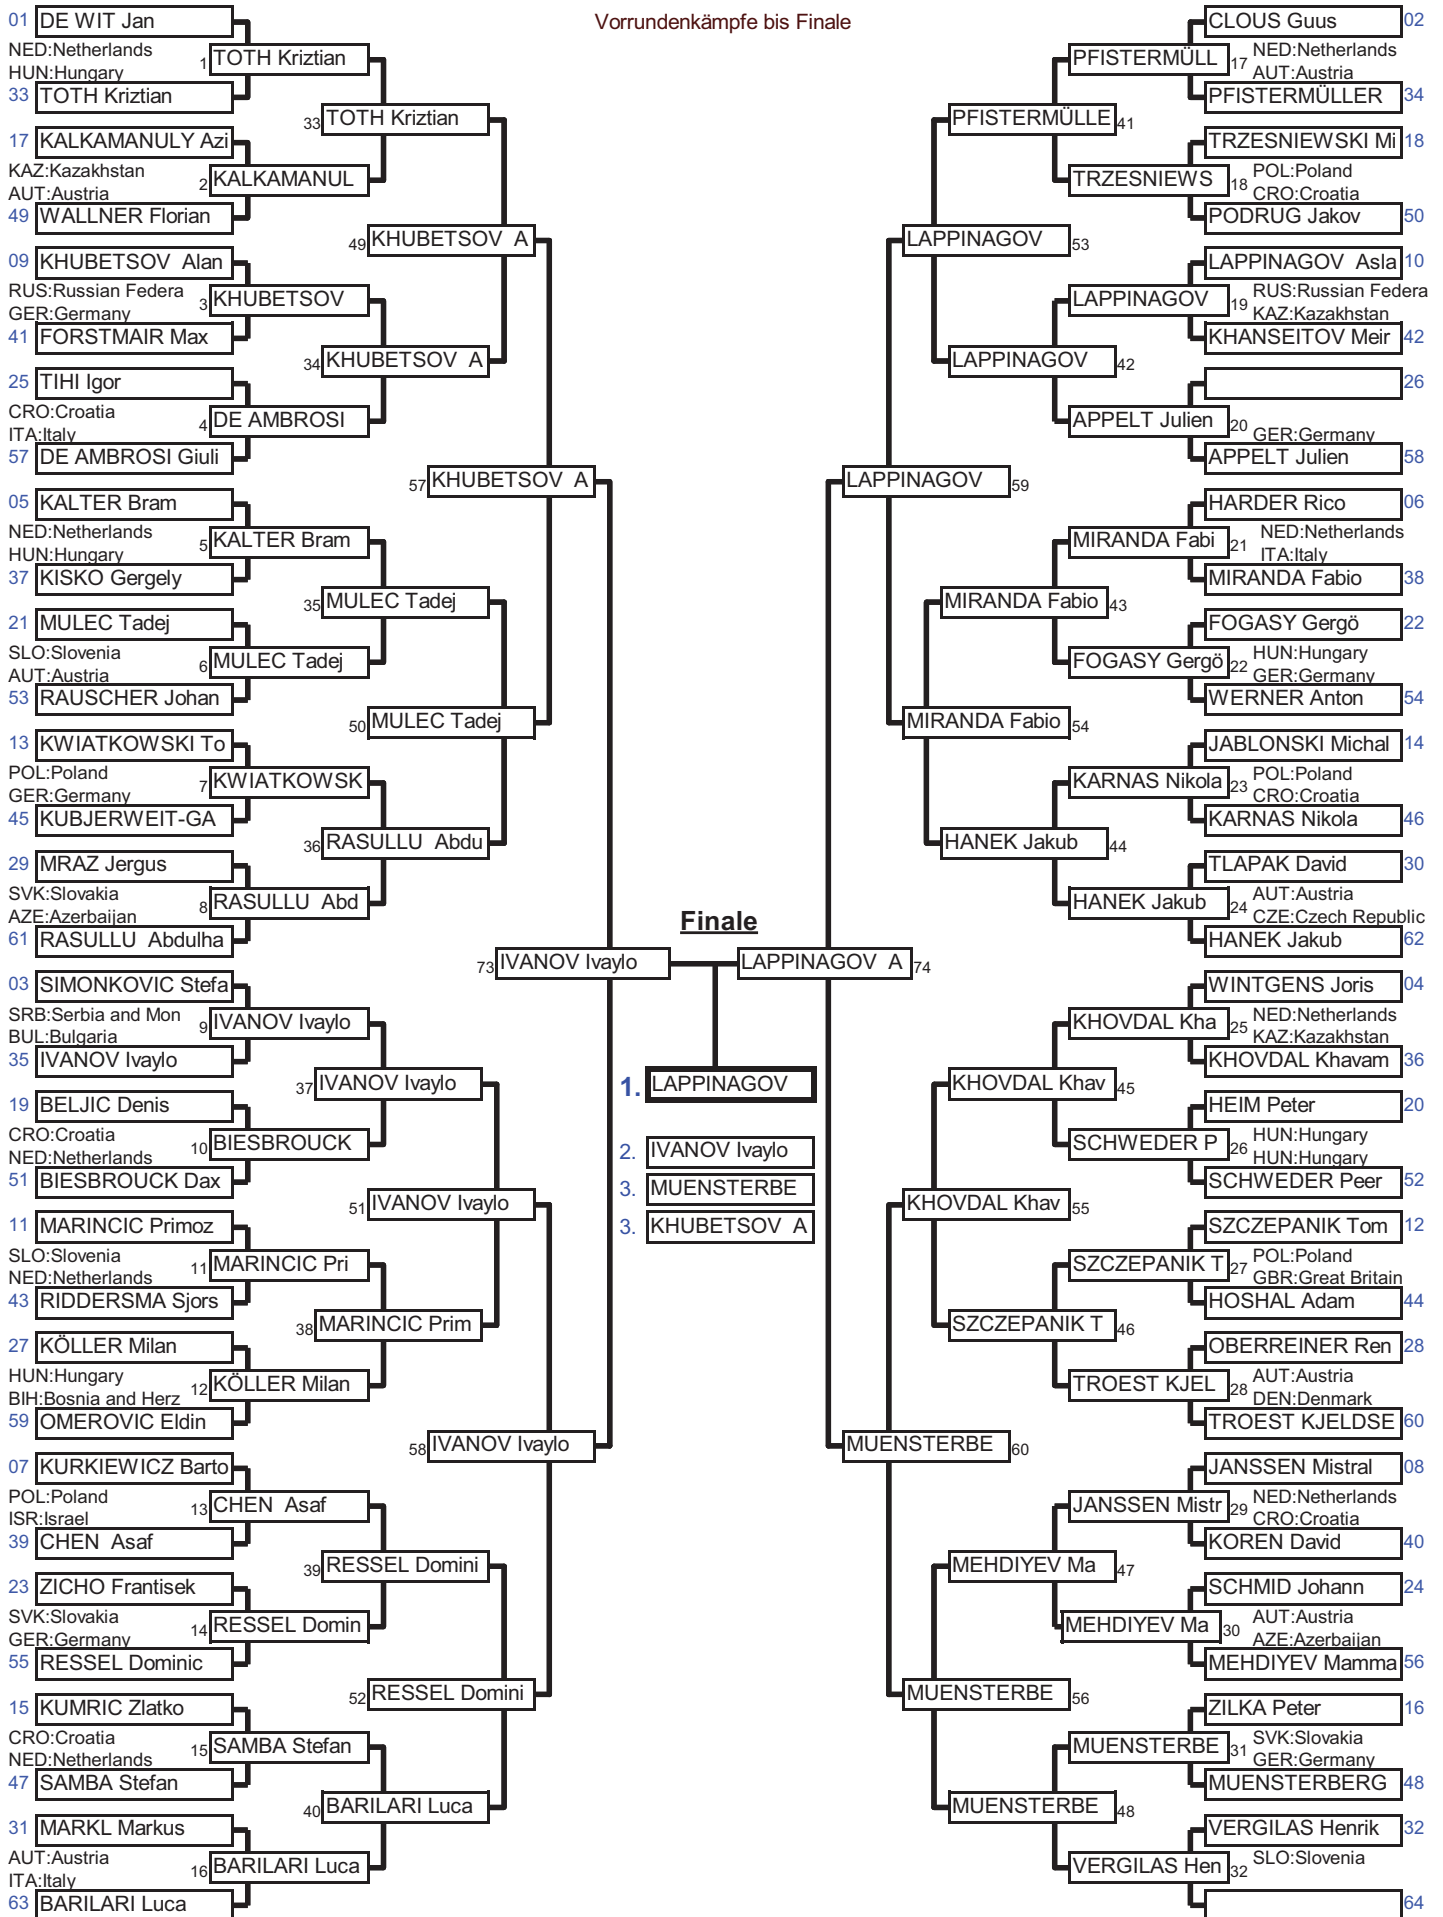 Vorrundenkämpfe bis Finale
01 DE WIT Jan
NED:Netherlands
HUN:Hungary
33 TOTH Kriztian
17 KALKAMANULY Azi
KAZ:Kazakhstan
AUT:Austria
49 WALLNER Florian
09 KHUBETSOV Alan
RUS:Russian Federa
GER:Germany
41 FORSTMAIR Max
25 TIHI Igor
CRO:Croatia
ITA:Italy
57 DE AMBROSI Giuli
05 KALTER Bram
NED:Netherlands
HUN:Hungary
37 KISKO Gergely
21 MULEC Tadej
SLO:Slovenia
AUT:Austria
53 RAUSCHER Johan
13 KWIATKOWSKI To
POL:Poland
GER:Germany
45 KUBJERWEIT-GA
29 MRAZ Jergus
SVK:Slovakia
AZE:Azerbaijan
61 RASULLU Abdulha
03 SIMONKOVIC Stefa
SRB:Serbia and Mon
BUL:Bulgaria
35 IVANOV Ivaylo
19 BELJIC Denis
CRO:Croatia
NED:Netherlands
51 BIESBROUCK Dax
11 MARINCIC Primoz
SLO:Slovenia
NED:Netherlands
43 RIDDERSMA Sjors
27 KÖLLER Milan
HUN:Hungary
BIH:Bosnia and Herz
59 OMEROVIC Eldin
07 KURKIEWICZ Barto
POL:Poland
ISR:Israel
39 CHEN Asaf
23 ZICHO Frantisek
SVK:Slovakia
GER:Germany
55 RESSEL Dominic
15 KUMRIC Zlatko
CRO:Croatia
NED:Netherlands
47 SAMBA Stefan
31 MARKL Markus
AUT:Austria
ITA:Italy
63 BARILARI Luca
1 TOTH Kriztian
2 KALKAMANUL
3 KHUBETSOV
4 DE AMBROSI
5 KALTER Bram
6 MULEC Tadej
7 KWIATKOWSK
8 RASULLU Abd
9 IVANOV Ivaylo
10 BIESBROUCK
11 MARINCIC Pri
12 KÖLLER Milan
13 CHEN Asaf
14 RESSEL Domin
15 SAMBA Stefan
16 BARILARI Luca
33 TOTH Kriztian
34 KHUBETSOV A
35 MULEC Tadej
36 RASULLU Abdu
37 IVANOV Ivaylo
38 MARINCIC Prim
39 RESSEL Domini
40 BARILARI Luca
49 KHUBETSOV A
50 MULEC Tadej
51 IVANOV Ivaylo
52 RESSEL Domini
57 KHUBETSOV A
58 IVANOV Ivaylo
Finale
73 IVANOV Ivaylo
LAPPINAGOV A 74
1. LAPPINAGOV
2. IVANOV Ivaylo
3. MUENSTERBE
3. KHUBETSOV A
LAPPINAGOV 59
MUENSTERBE 60
LAPPINAGOV 53
MIRANDA Fabio 54
KHOVDAL Khav 55
MUENSTERBE 56
PFISTERMÜLLE 41
LAPPINAGOV 42
MIRANDA Fabio 43
HANEK Jakub 44
KHOVDAL Khav 45
SZCZEPANIK T 46
MEHDIYEV Ma 47
MUENSTERBE 48
PFISTERMÜLL 17
TRZESNIEWS 18
LAPPINAGOV 19
APPELT Julien 20
MIRANDA Fabi 21
FOGASY Gergö 22
KARNAS Nikola 23
HANEK Jakub 24
KHOVDAL Kha 25
SCHWEDER P 26
SZCZEPANIK T 27
TROEST KJEL 28
JANSSEN Mistr 29
MEHDIYEV Ma 30
MUENSTERBE 31
VERGILAS Hen 32
CLOUS Guus 02
NED:Netherlands
AUT:Austria
PFISTERMÜLLER 34
TRZESNIEWSKI Mi 18
POL:Poland
CRO:Croatia
PODRUG Jakov 50
LAPPINAGOV Asla 10
RUS:Russian Federa
KAZ:Kazakhstan
KHANSEITOV Meir 42
26
GER:Germany
APPELT Julien 58
HARDER Rico 06
NED:Netherlands
ITA:Italy
MIRANDA Fabio 38
FOGASY Gergö 22
HUN:Hungary
GER:Germany
WERNER Anton 54
JABLONSKI Michal 14
POL:Poland
CRO:Croatia
KARNAS Nikola 46
TLAPAK David 30
AUT:Austria
CZE:Czech Republic
HANEK Jakub 62
WINTGENS Joris 04
NED:Netherlands
KAZ:Kazakhstan
KHOVDAL Khavam 36
HEIM Peter 20
HUN:Hungary
HUN:Hungary
SCHWEDER Peer 52
SZCZEPANIK Tom 12
POL:Poland
GBR:Great Britain
HOSHAL Adam 44
OBERREINER Ren 28
AUT:Austria
DEN:Denmark
TROEST KJELDSE 60
JANSSEN Mistral 08
NED:Netherlands
CRO:Croatia
KOREN David 40
SCHMID Johann 24
AUT:Austria
AZE:Azerbaijan
MEHDIYEV Mamma 56
ZILKA Peter 16
SVK:Slovakia
GER:Germany
MUENSTERBERG 48
VERGILAS Henrik 32
SLO:Slovenia
64